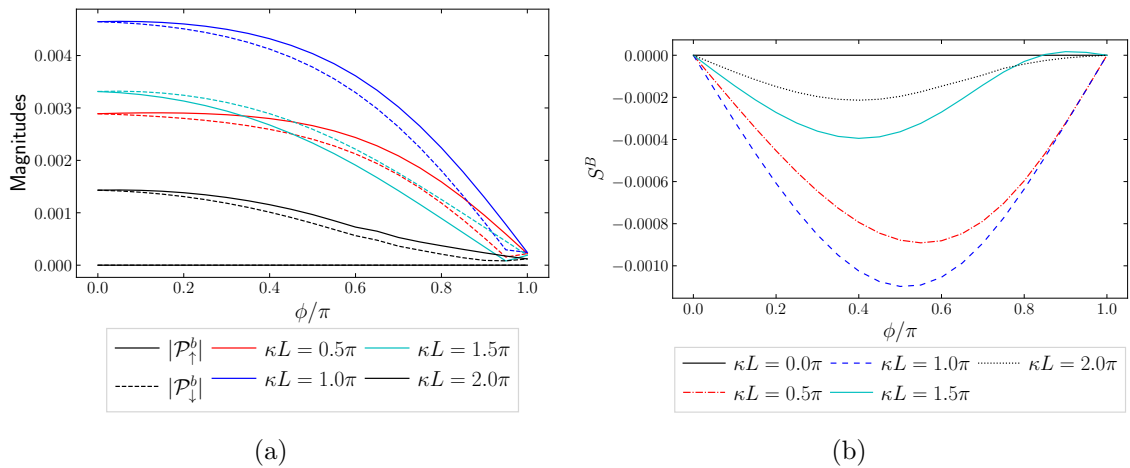 0.004
0.003
0.002
0.001
0.000
Magnitudes
0.0 0.2 0.4 0.6 0.8 1.0
ϕ/π
|𝒫↑ᵇ| κL = 0.5π κL = 1.5π
|𝒫↓ᵇ| κL = 1.0π κL = 2.0π
(a)
0.0000
−0.0002
−0.0004
−0.0006
−0.0008
−0.0010
Sᴮ
0.0 0.2 0.4 0.6 0.8 1.0
ϕ/π
κL = 0.0π κL = 1.0π κL = 2.0π
κL = 0.5π κL = 1.5π
(b)